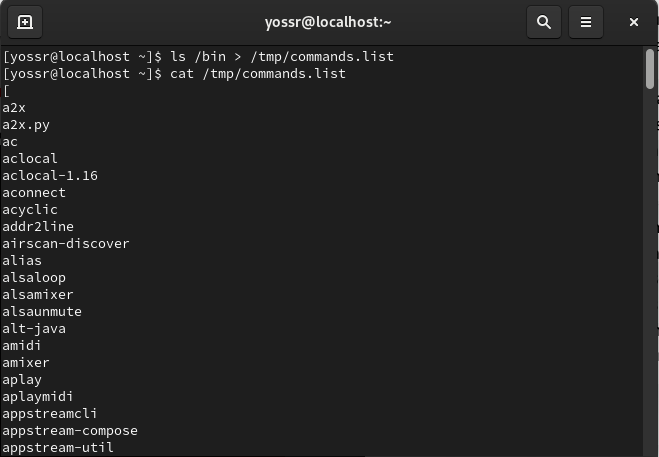 yossr@localhost:~
[yossr@localhost ~]$ ls /bin > /tmp/commands.list
[yossr@localhost ~]$ cat /tmp/commands.list
[
a2x
a2x.py
ac
aclocal
aclocal-1.16
aconnect
acyclic
addr2line
airscan-discover
alias
alsaloop
alsamixer
alsaunmute
alt-java
amidi
amixer
aplay
aplaymidi
appstreamcli
appstream-compose
appstream-util